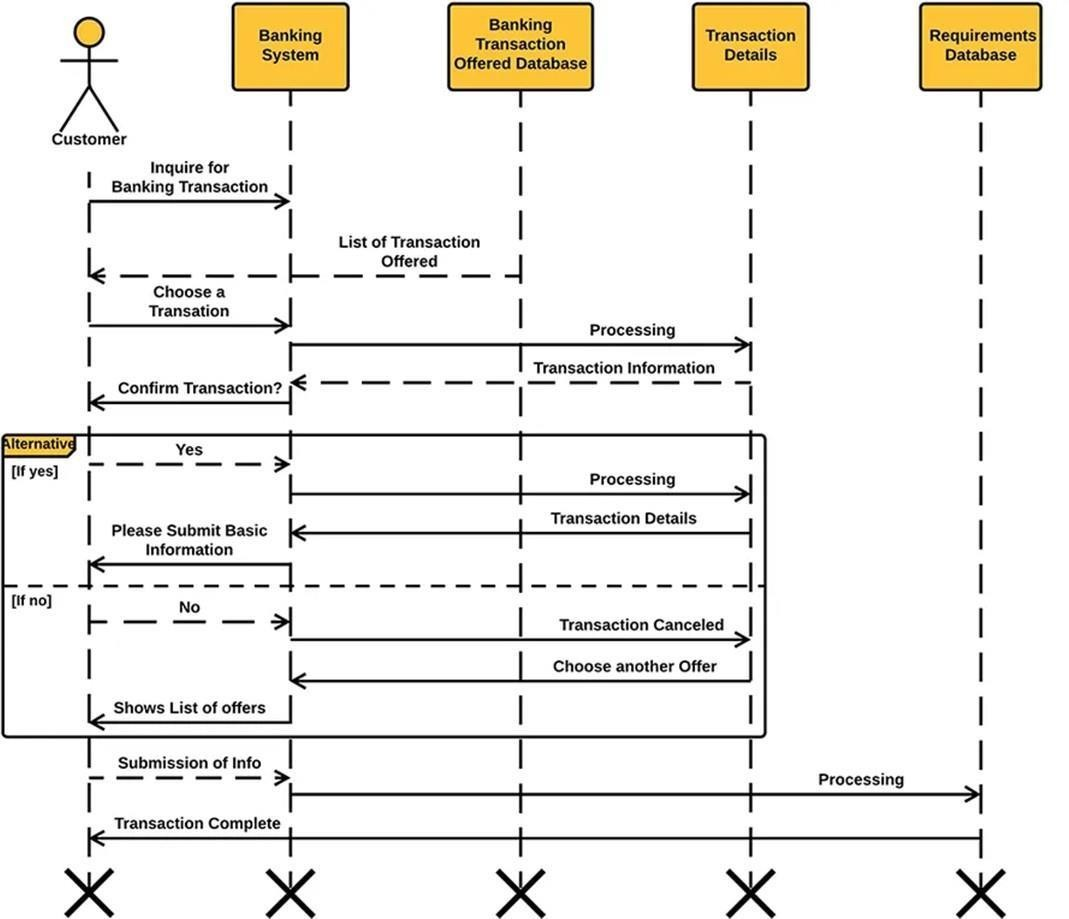 Banking
System
Banking
Transaction
Offered Database
Transaction
Details
Requirements
Database
Customer
Inquire for
Banking Transaction
List of Transaction
Offered
Choose a
Transation
Processing
Transaction Information
Confirm Transaction?
Alternative
[If yes]
Yes
Processing
Transaction Details
Please Submit Basic
Information
[If no]
No
Transaction Canceled
Choose another Offer
Shows List of offers
Submission of Info
Processing
Transaction Complete